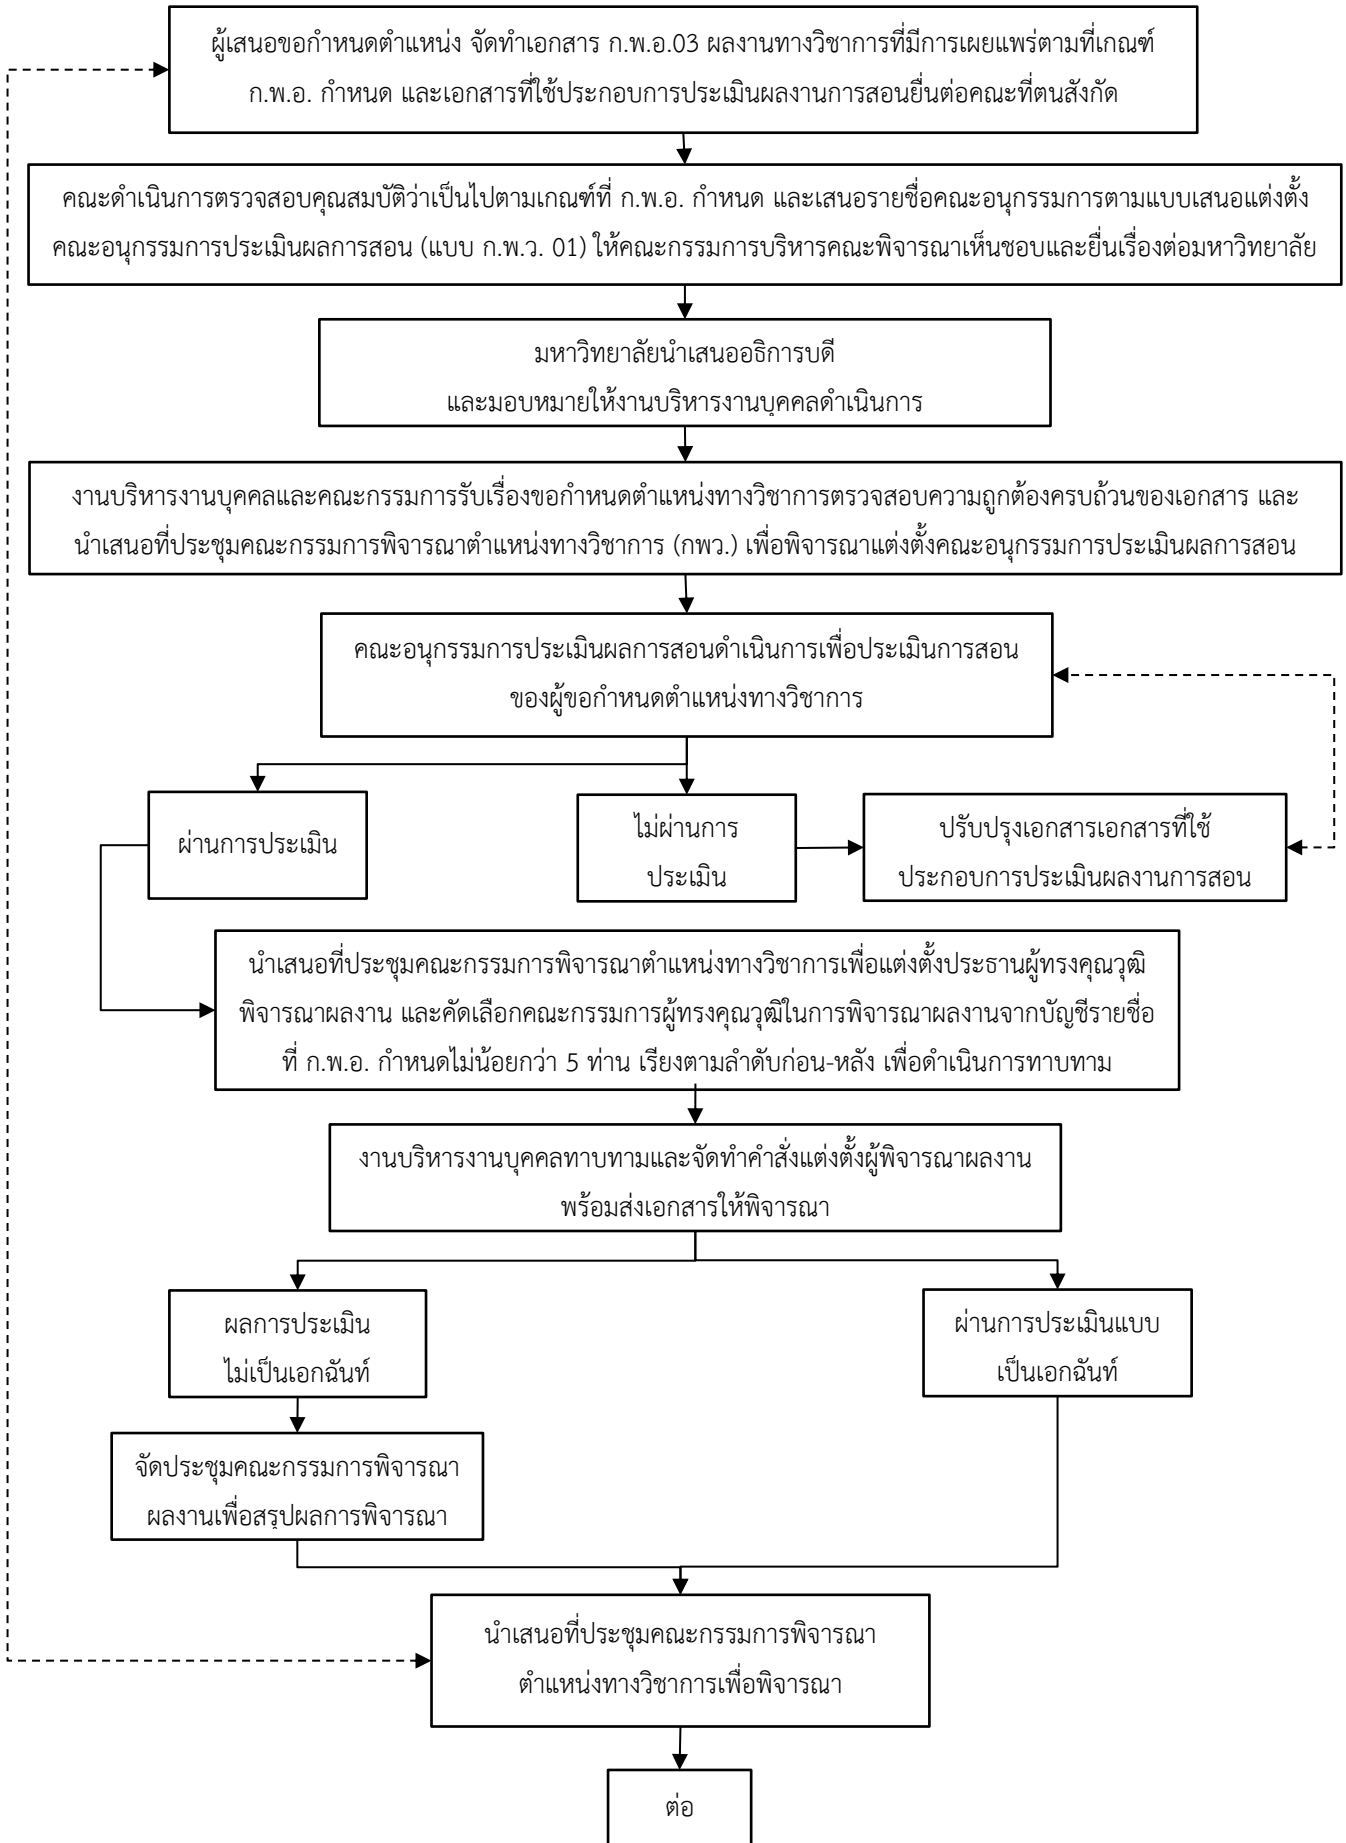 ผู้เสนอขอกำหนดตำแหน่ง จัดทำเอกสาร ก.พ.อ.03 ผลงานทางวิชาการที่มีการเผยแพร่ตามที่เกณฑ์
ก.พ.อ. กำหนด และเอกสารที่ใช้ประกอบการประเมินผลงานการสอนยื่นต่อคณะที่ตนสังกัด
คณะดำเนินการตรวจสอบคุณสมบัติว่าเป็นไปตามเกณฑ์ที่ ก.พ.อ. กำหนด และเสนอรายชื่อคณะอนุกรรมการตามแบบเสนอแต่งตั้ง
คณะอนุกรรมการประเมินผลการสอน (แบบ ก.พ.ว. 01) ให้คณะกรรมการบริหารคณะพิจารณาเห็นชอบและยื่นเรื่องต่อมหาวิทยาลัย
มหาวิทยาลัยนำเสนออธิการบดี
และมอบหมายให้งานบริหารงานบุคคลดำเนินการ
งานบริหารงานบุคคลและคณะกรรมการรับเรื่องขอกำหนดตำแหน่งทางวิชาการตรวจสอบความถูกต้องครบถ้วนของเอกสาร และ
นำเสนอที่ประชุมคณะกรรมการพิจารณาตำแหน่งทางวิชาการ (กพว.) เพื่อพิจารณาแต่งตั้งคณะอนุกรรมการประเมินผลการสอน
คณะอนุกรรมการประเมินผลการสอนดำเนินการเพื่อประเมินการสอน
ของผู้ขอกำหนดตำแหน่งทางวิชาการ
ผ่านการประเมิน
ไม่ผ่านการ
ประเมิน
ปรับปรุงเอกสารเอกสารที่ใช้
ประกอบการประเมินผลงานการสอน
นำเสนอที่ประชุมคณะกรรมการพิจารณาตำแหน่งทางวิชาการเพื่อแต่งตั้งประธานผู้ทรงคุณวุฒิ
พิจารณาผลงาน และคัดเลือกคณะกรรมการผู้ทรงคุณวุฒิในการพิจารณาผลงานจากบัญชีรายชื่อ
ที่ ก.พ.อ. กำหนดไม่น้อยกว่า 5 ท่าน เรียงตามลำดับก่อน-หลัง เพื่อดำเนินการทาบทาม
งานบริหารงานบุคคลทาบทามและจัดทำคำสั่งแต่งตั้งผู้พิจารณาผลงาน
พร้อมส่งเอกสารให้พิจารณา
ผลการประเมิน
ไม่เป็นเอกฉันท์
ผ่านการประเมินแบบ
เป็นเอกฉันท์
จัดประชุมคณะกรรมการพิจารณา
ผลงานเพื่อสรุปผลการพิจารณา
นำเสนอที่ประชุมคณะกรรมการพิจารณา
ตำแหน่งทางวิชาการเพื่อพิจารณา
ต่อ